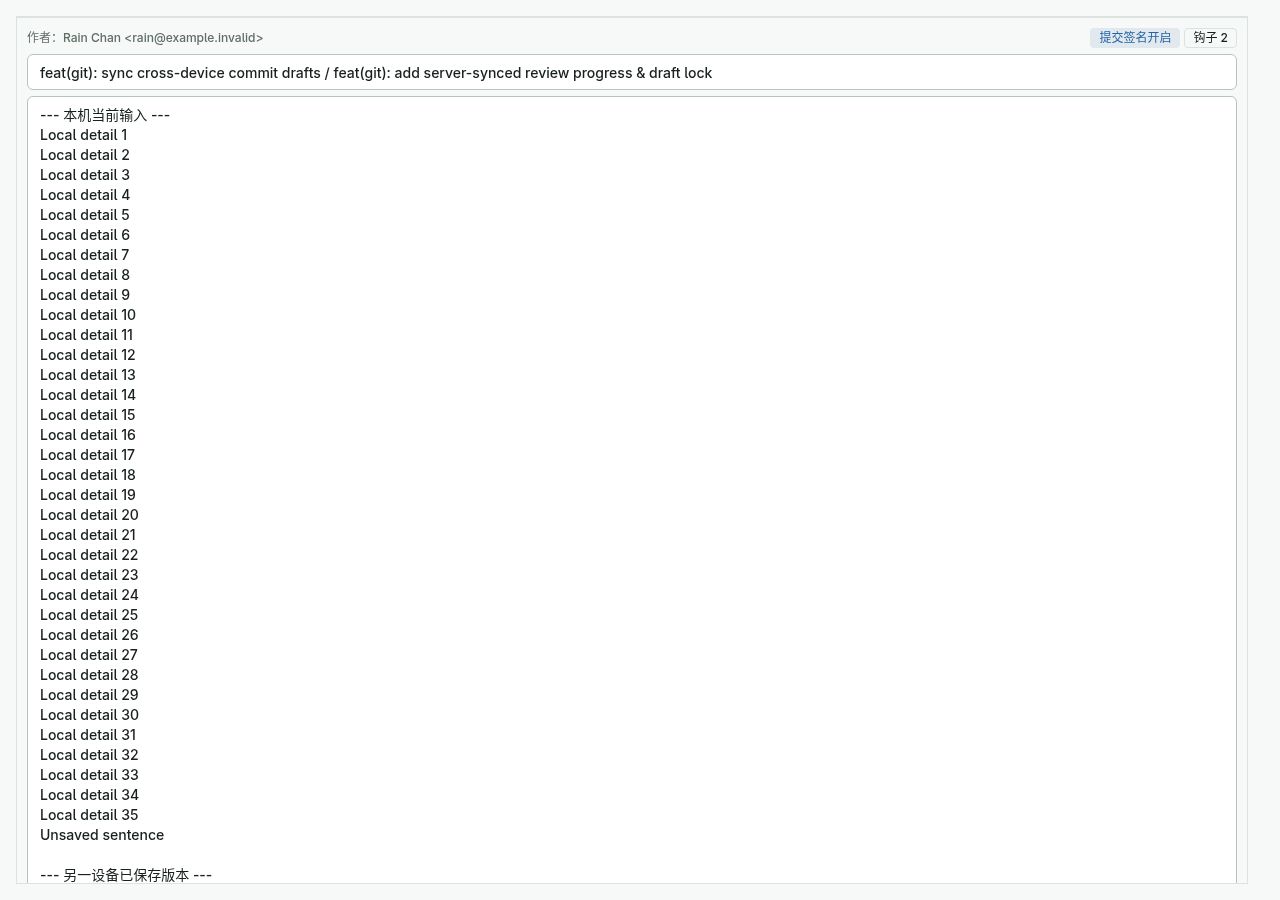 作者：Rain Chan <rain@example.invalid>
提交签名开启
钩子 2
feat(git): sync cross-device commit drafts / feat(git): add server-synced review progress & draft lock
--- 本机当前输入 ---
Local detail 1
Local detail 2
Local detail 3
Local detail 4
Local detail 5
Local detail 6
Local detail 7
Local detail 8
Local detail 9
Local detail 10
Local detail 11
Local detail 12
Local detail 13
Local detail 14
Local detail 15
Local detail 16
Local detail 17
Local detail 18
Local detail 19
Local detail 20
Local detail 21
Local detail 22
Local detail 23
Local detail 24
Local detail 25
Local detail 26
Local detail 27
Local detail 28
Local detail 29
Local detail 30
Local detail 31
Local detail 32
Local detail 33
Local detail 34
Local detail 35
Unsaved sentence
--- 另一设备已保存版本 ---